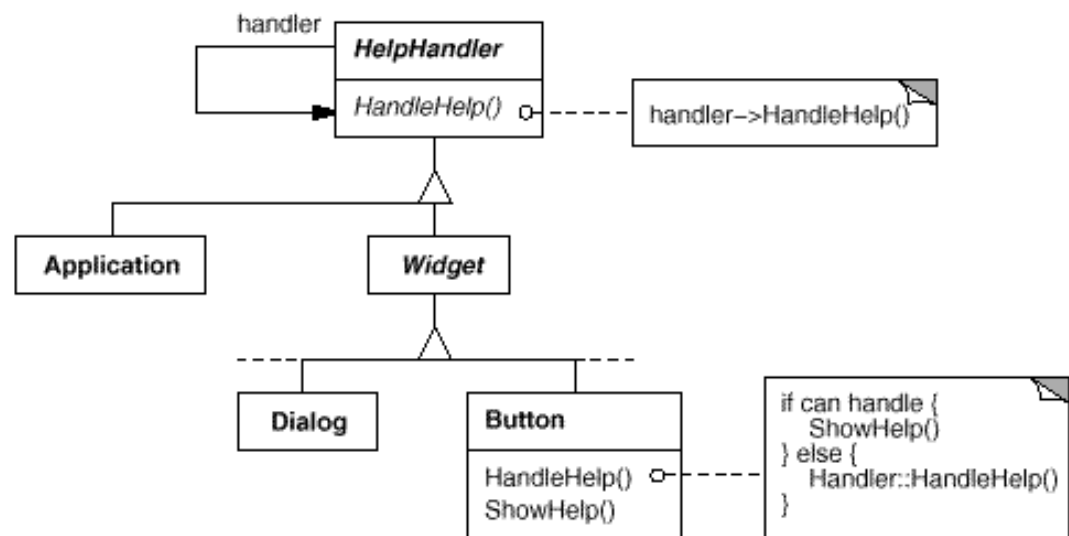 handler
HelpHandler
HandleHelp()
handler->HandleHelp()
Application
Widget
Dialog
Button
HandleHelp()
ShowHelp()
if can handle {
ShowHelp()
} else {
Handler::HandleHelp()
}